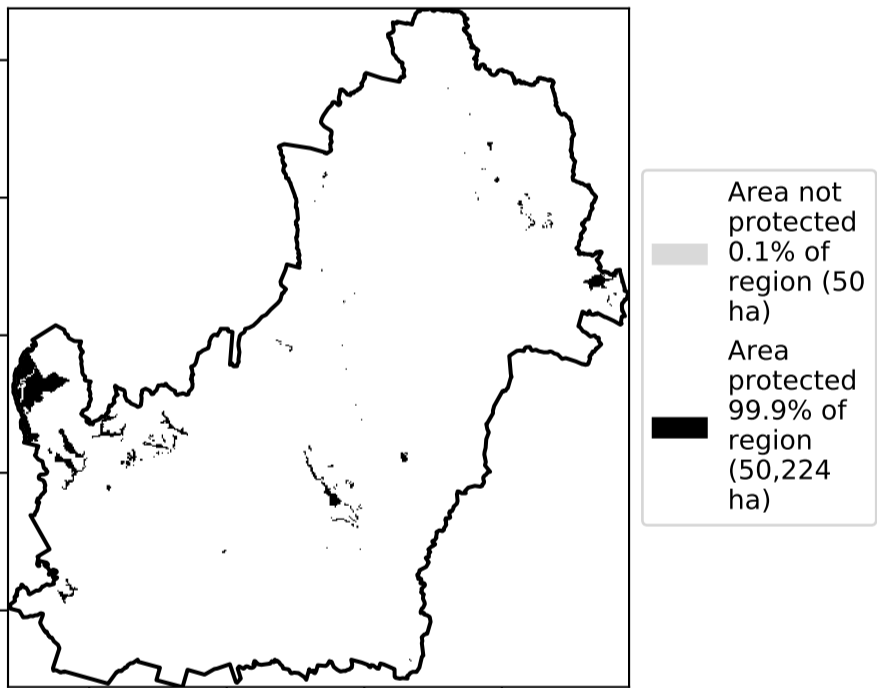 Area not
protected
0.1% of
region (50
ha)
Area
protected
99.9% of
region
(50,224
ha)